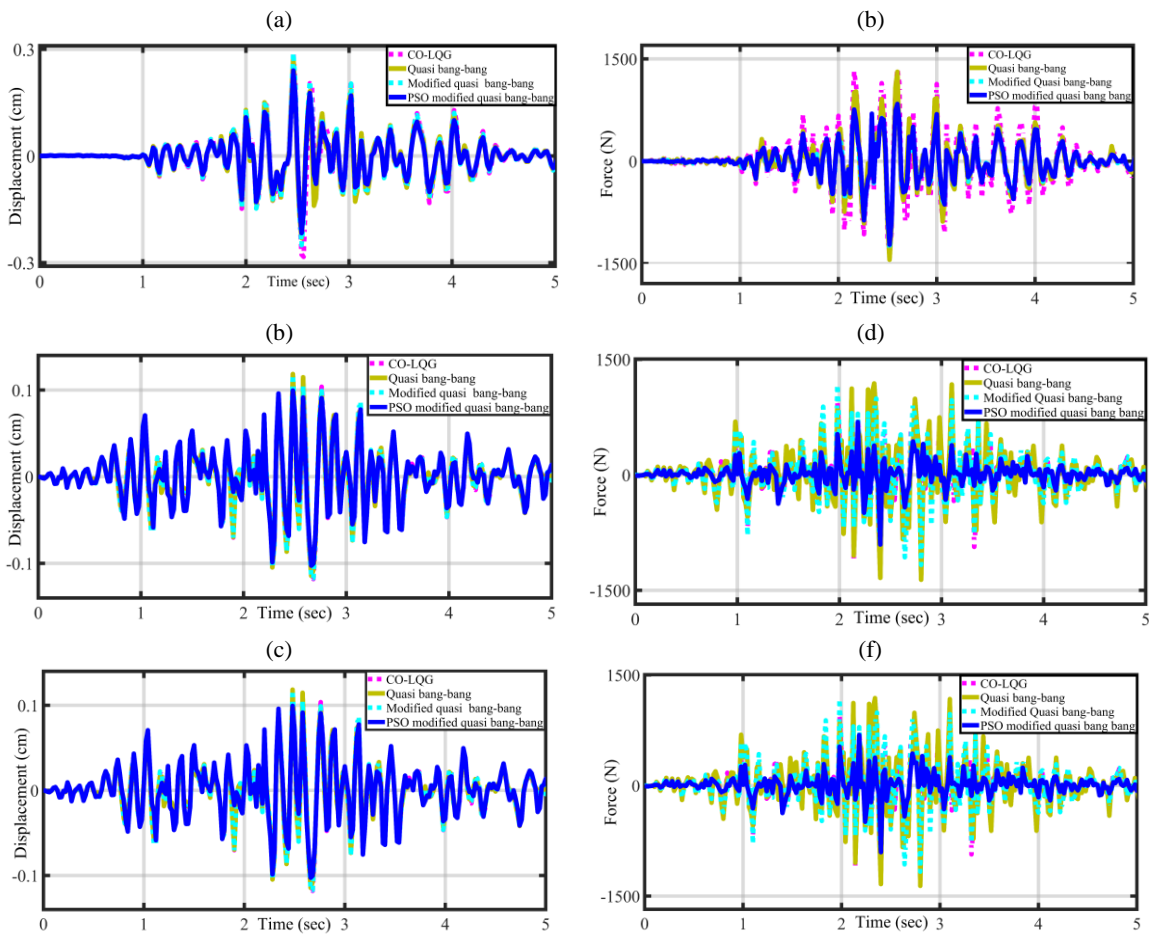 (a)
0.3
0
-0.3
Displacement (cm)
CO-LQG
Quasi bang-bang
Modified quasi bang-bang
PSO modified quasi bang-bang
0 1 2 Time (sec) 3 4 5
(b)
1500
0
-1500
Force (N)
CO-LQG
Quasi bang-bang
Modified Quasi bang-bang
PSO modified quasi bang bang
0 1 2 Time (sec) 3 4 5
(b)
0.1
0
-0.1
Displacement (cm)
CO-LQG
Quasi bang-bang
Modified quasi bang-bang
PSO modified quasi bang-bang
0 1 2 Time (sec) 3 4 5
(d)
1500
0
-1500
Force (N)
CO-LQG
Quasi bang-bang
Modified Quasi bang-bang
PSO modified quasi bang bang
0 1 2 Time (sec) 3 4 5
(c)
0.1
0
-0.1
Displacement (cm)
CO-LQG
Quasi bang-bang
Modified quasi bang-bang
PSO modified quasi bang-bang
0 1 2 Time (sec) 3 4 5
(f)
1500
0
-1500
Force (N)
CO-LQG
Quasi bang-bang
Modified Quasi bang-bang
PSO modified quasi bang bang
0 1 2 Time (sec) 3 4 5